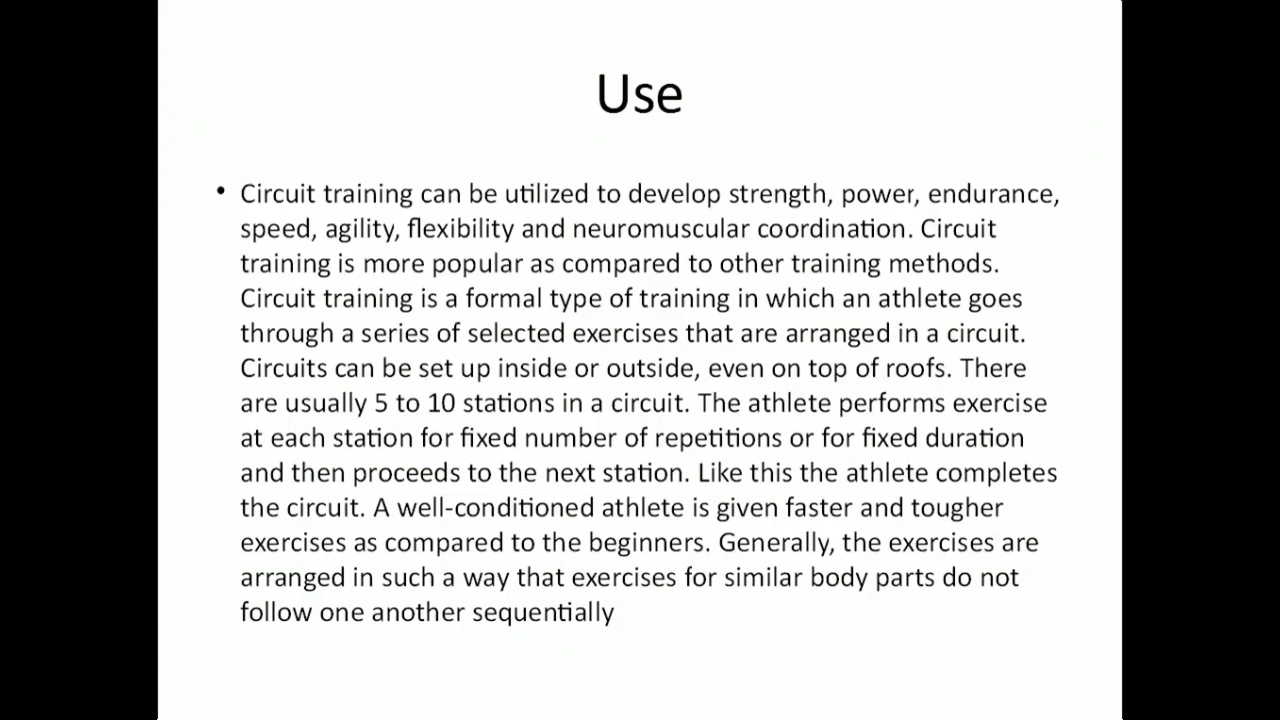 Use
• Circuit training can be utilized to develop strength, power, endurance,
speed, agility, flexibility and neuromuscular coordination. Circuit
training is more popular as compared to other training methods.
Circuit training is a formal type of training in which an athlete goes
through a series of selected exercises that are arranged in a circuit.
Circuits can be set up inside or outside, even on top of roofs. There
are usually 5 to 10 stations in a circuit. The athlete performs exercise
at each station for fixed number of repetitions or for fixed duration
and then proceeds to the next station. Like this the athlete completes
the circuit. A well-conditioned athlete is given faster and tougher
exercises as compared to the beginners. Generally, the exercises are
arranged in such a way that exercises for similar body parts do not
follow one another sequentially